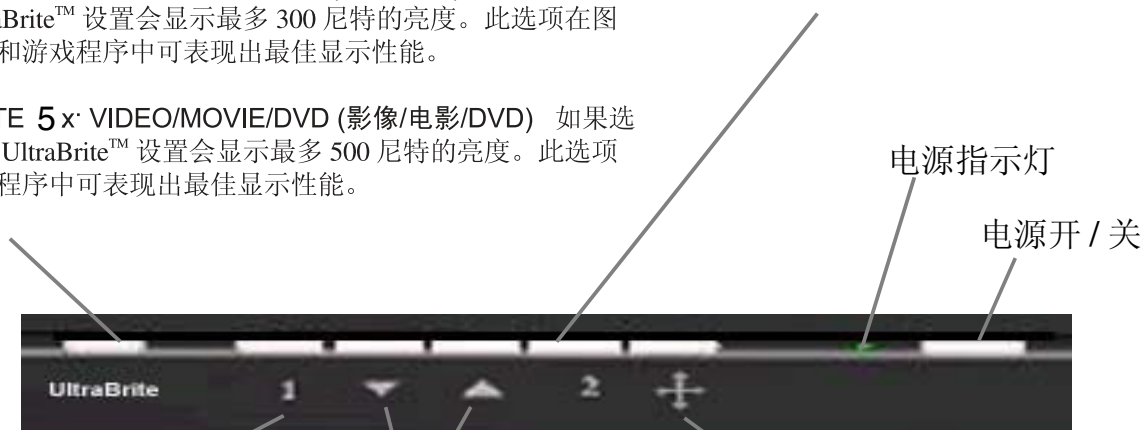 aBrite™ 设置会显示最多 300 尼特的亮度。此选项在图
和游戏程序中可表现出最佳显示性能。
TE 5x: VIDEO/MOVIE/DVD (影像/电影/DVD) 如果选
UltraBrite™ 设置会显示最多 500 尼特的亮度。此选项
程序中可表现出最佳显示性能。
电源指示灯
电源开 / 关
UltraBrite 1 2